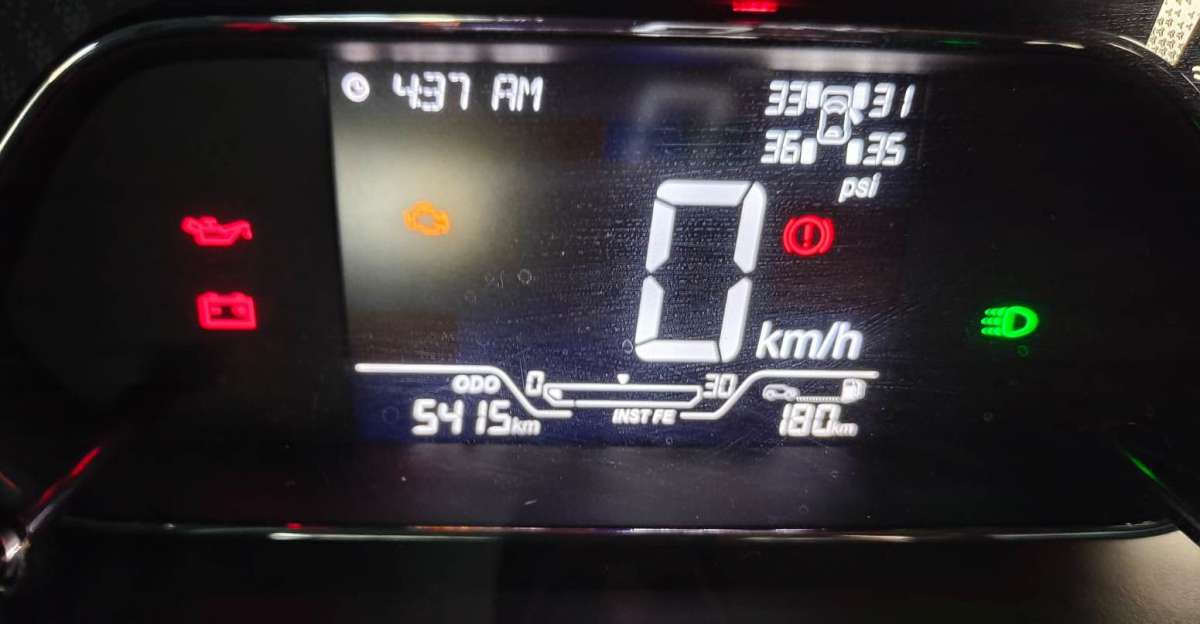 4:37 AM
33 31
36 35
psi
0
km/h
ODO 0 30
5415km INST FE 180km